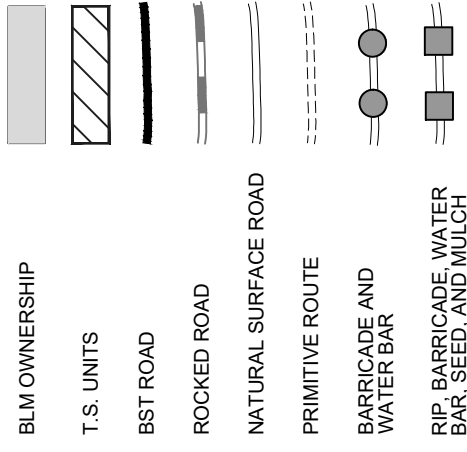 BLM OWNERSHIP
T.S. UNITS
BST ROAD
ROCKED ROAD
NATURAL SURFACE ROAD
PRIMITIVE ROUTE
BARRICADE AND
WATER BAR
RIP, BARRICADE, WATER
BAR, SEED, AND MULCH